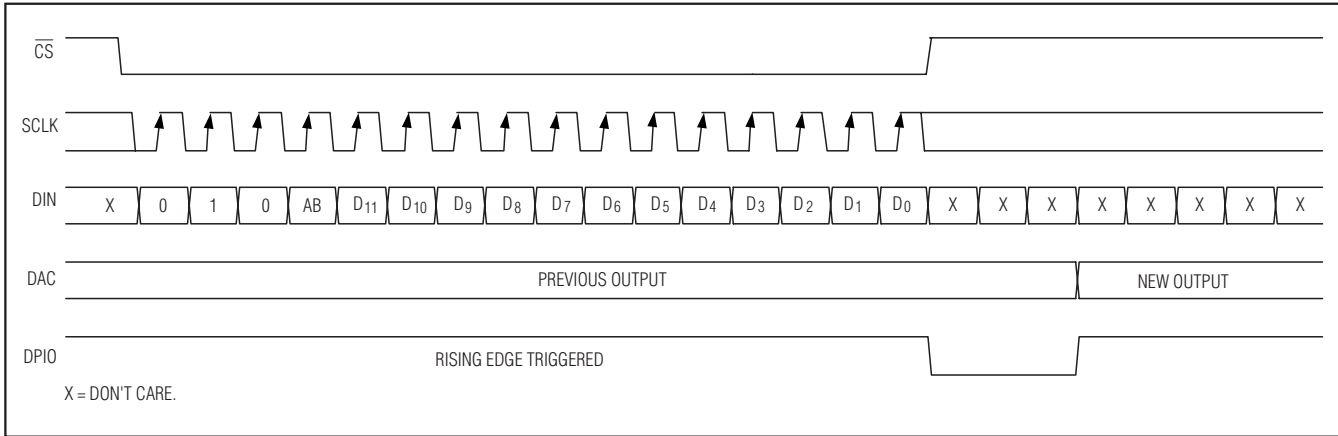 CS
SCLK
DIN X 0 1 0 AB D11 D10 D9 D8 D7 D6 D5 D4 D3 D2 D1 D0 X X X X X X X X
DAC PREVIOUS OUTPUT NEW OUTPUT
DPIO RISING EDGE TRIGGERED
X = DON'T CARE.